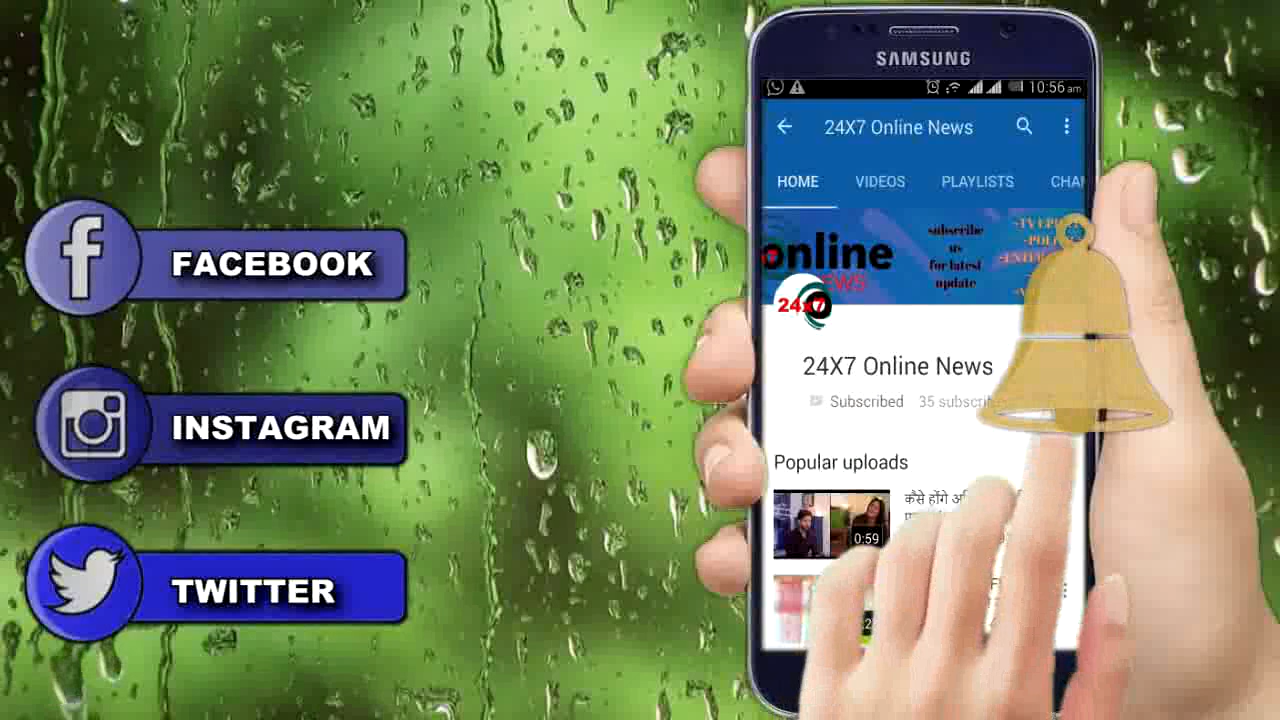 FACEBOOK
INSTAGRAM
TWITTER
SAMSUNG
10:56 am
24X7 Online News
HOME VIDEOS PLAYLISTS
online
24x7
subscribe
us
for latest
update
24X7 Online News
Subscribed 35
Popular uploads
कैसे होंगे
0:59